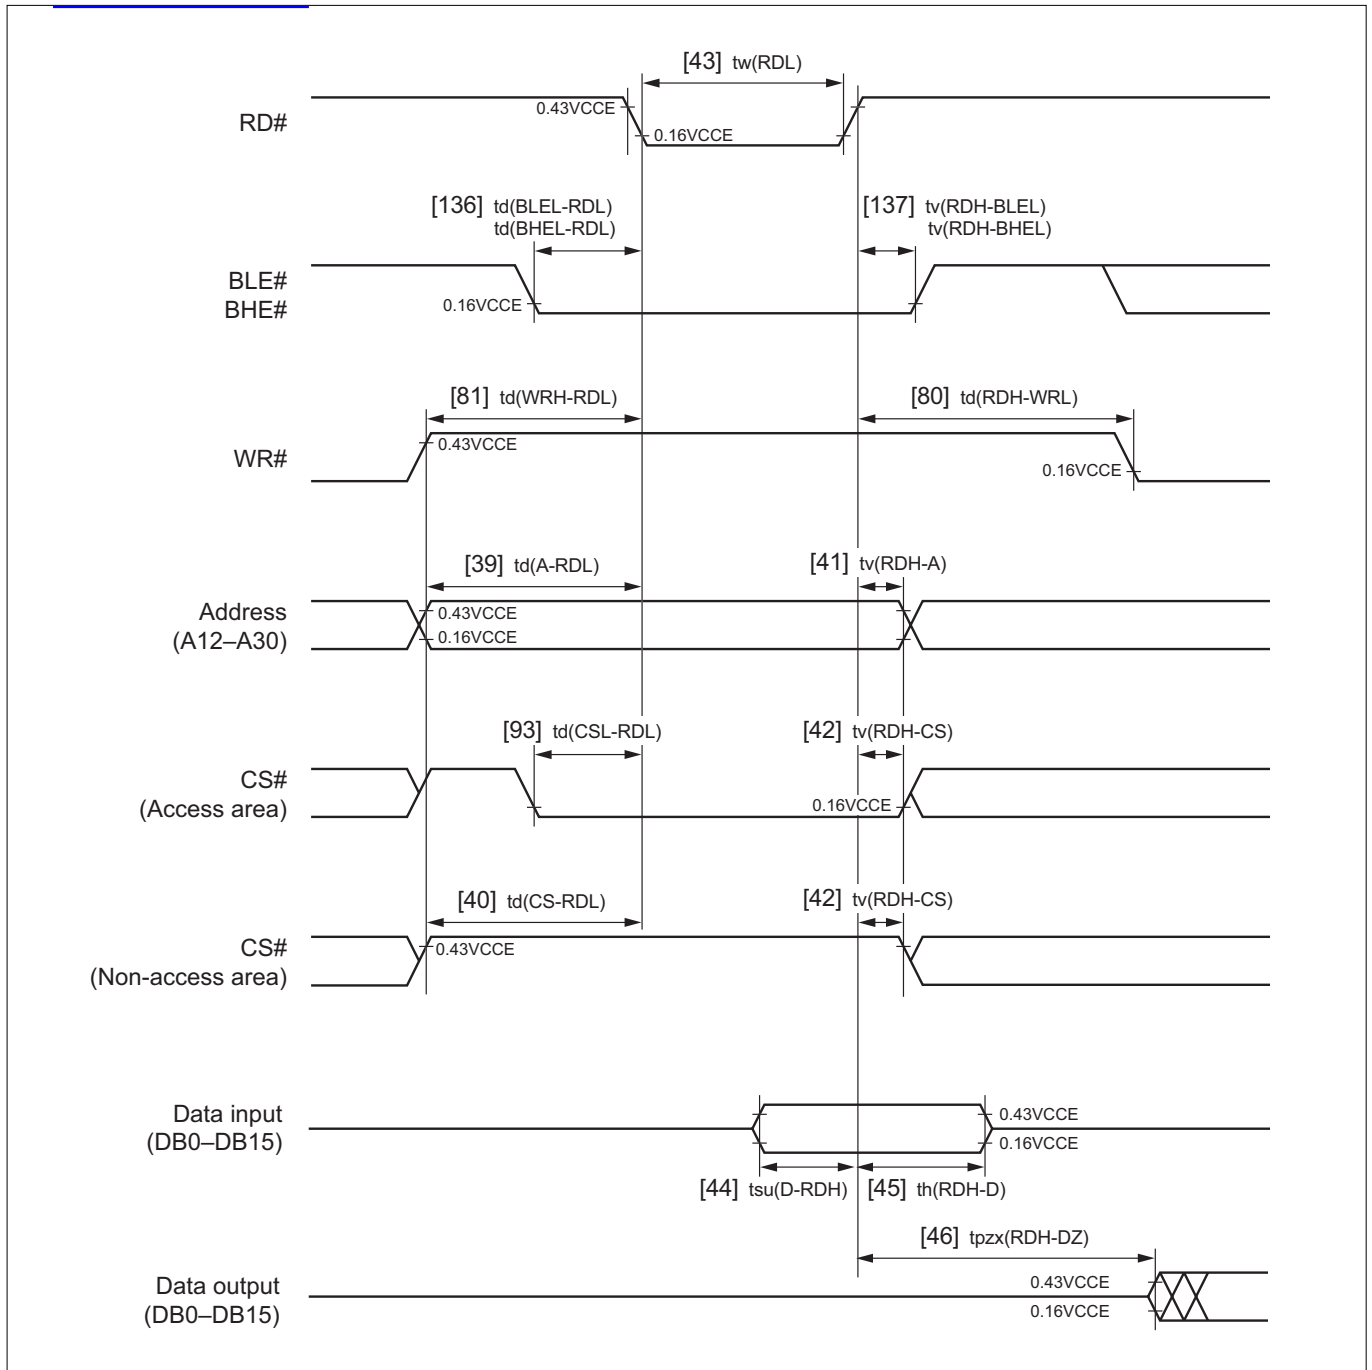 [43] tw(RDL)
RD#
0.43VCCE
0.16VCCE
[136] td(BLEL-RDL)
td(BHEL-RDL)
[137] tv(RDH-BLEL)
tv(RDH-BHEL)
BLE#
BHE#
0.16VCCE
[81] td(WRH-RDL)
[80] td(RDH-WRL)
WR#
0.43VCCE
0.16VCCE
[39] td(A-RDL)
[41] tv(RDH-A)
Address
(A12–A30)
0.43VCCE
0.16VCCE
[93] td(CSL-RDL)
[42] tv(RDH-CS)
CS#
(Access area)
0.16VCCE
[40] td(CS-RDL)
[42] tv(RDH-CS)
CS#
(Non-access area)
0.43VCCE
Data input
(DB0–DB15)
0.43VCCE
0.16VCCE
[44] tsu(D-RDH)
[45] th(RDH-D)
[46] tpzx(RDH-DZ)
Data output
(DB0–DB15)
0.43VCCE
0.16VCCE